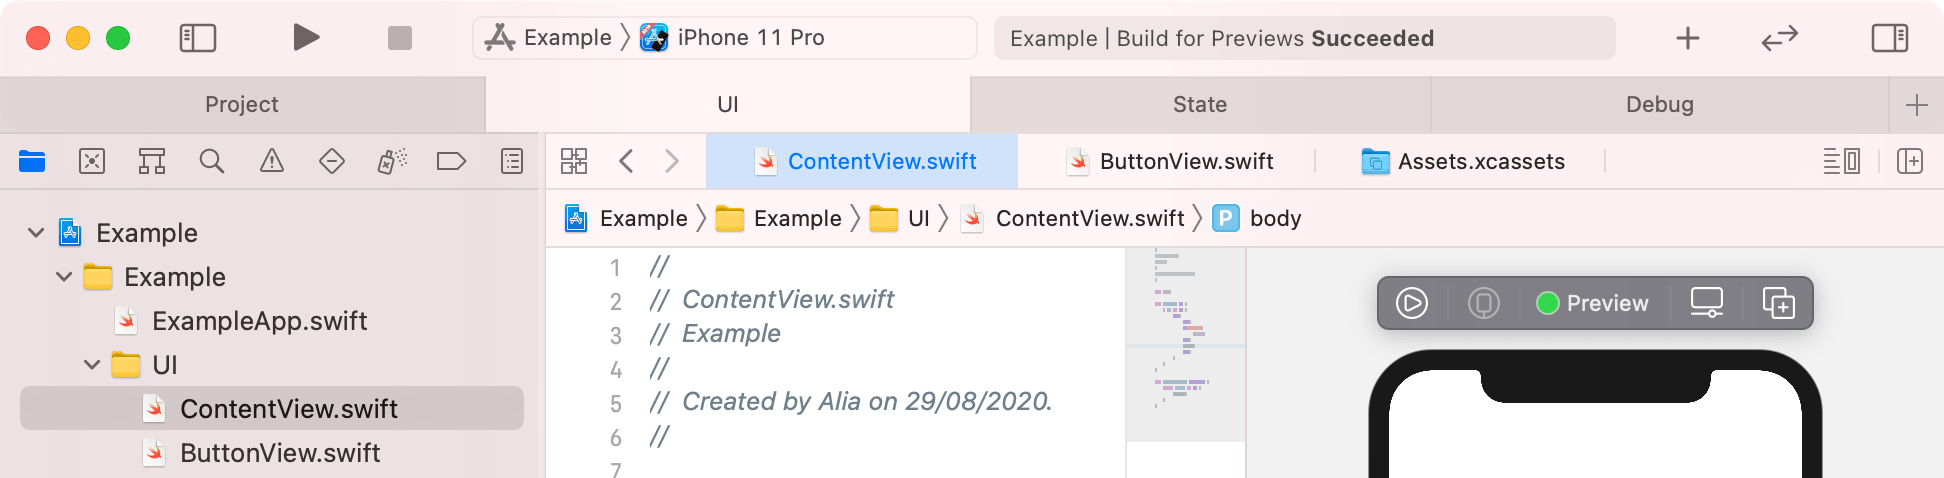 Example
iPhone 11 Pro
Example | Build for Previews Succeeded
Project
UI
State
Debug
ContentView.swift
ButtonView.swift
Assets.xcassets
Example
Example
UI
ContentView.swift
P
body
Example
Example
ExampleApp.swift
UI
ContentView.swift
ButtonView.swift
1 //
2 // ContentView.swift
3 // Example
4 //
5 // Created by Alia on 29/08/2020.
6 //
7
Preview